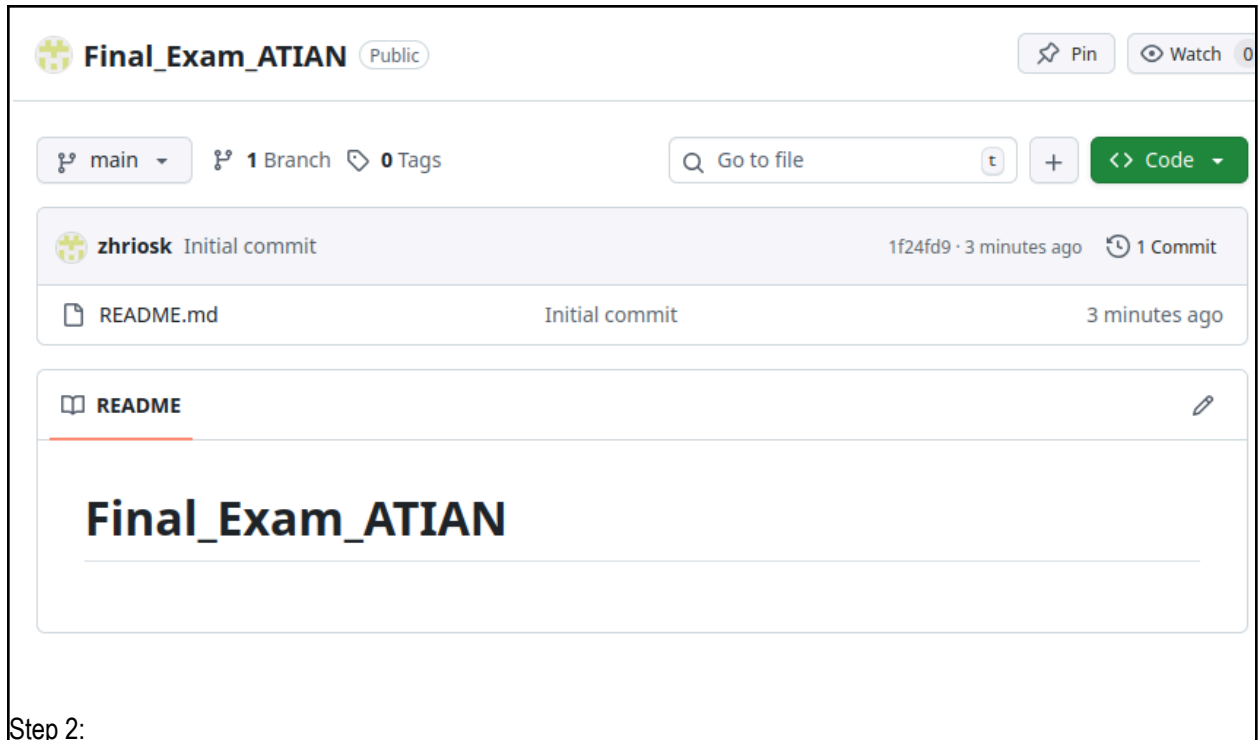 Final_Exam_ATIAN Public Pin Watch 0
main 1 Branch 0 Tags Go to file t + <> Code
zhriosk Initial commit 1f24fd9 · 3 minutes ago 1 Commit
README.md Initial commit 3 minutes ago
README
Final_Exam_ATIAN
Step 2: